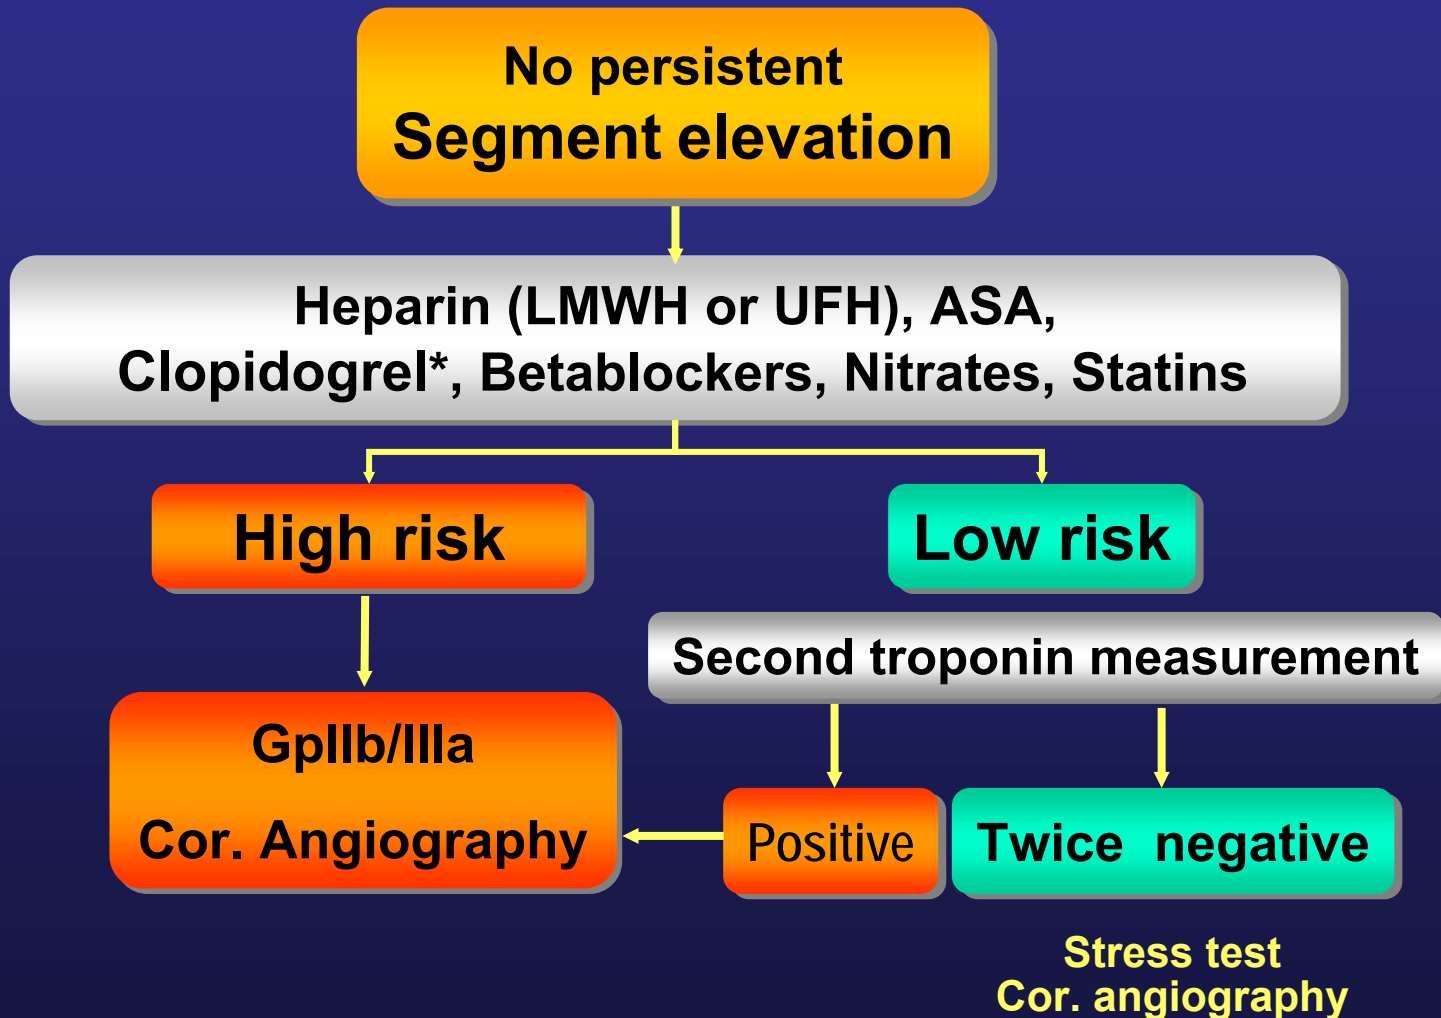 No persistent
Segment elevation
Heparin (LMWH or UFH), ASA,
Clopidogrel*, Betablockers, Nitrates, Statins
High risk
Low risk
Second troponin measurement
GpIIb/IIIa
Cor. Angiography
Positive
Twice negative
Stress test
Cor. angiography